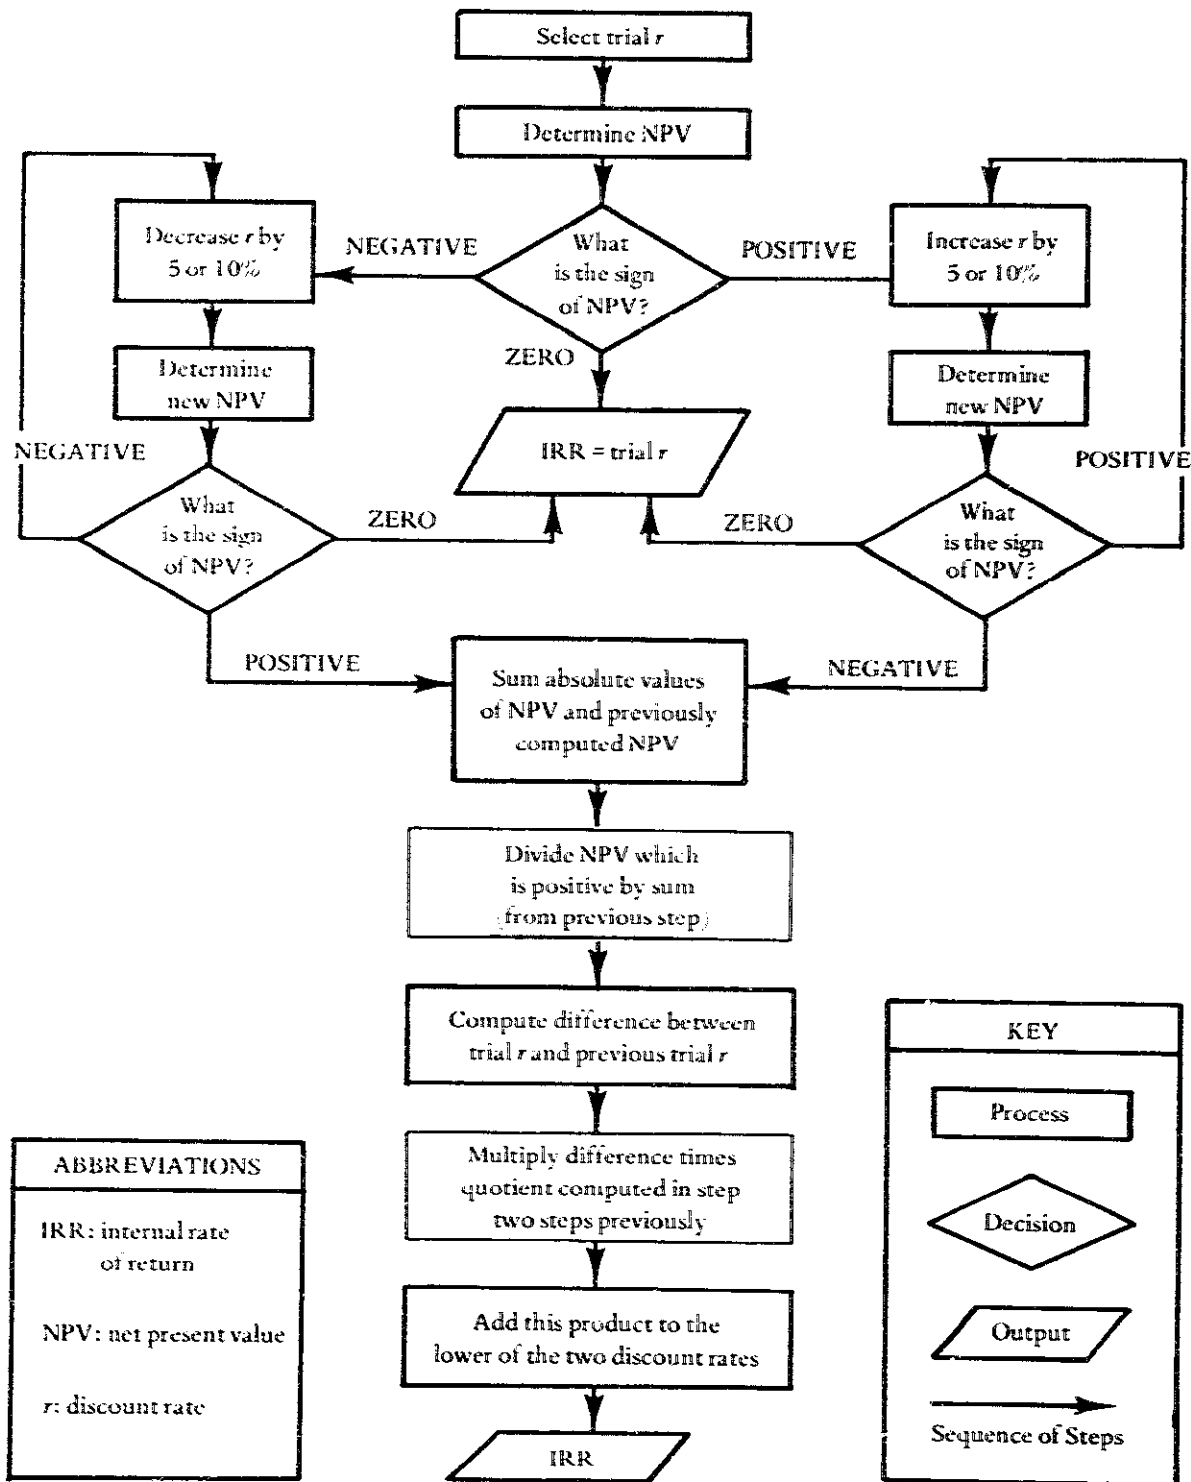 Select trial r
Determine NPV
What
is the sign
of NPV?
NEGATIVE
POSITIVE
ZERO
Decrease r by
5 or 10%
Determine
new NPV
NEGATIVE
What
is the sign
of NPV?
ZERO
POSITIVE
Increase r by
5 or 10%
Determine
new NPV
POSITIVE
What
is the sign
of NPV?
ZERO
NEGATIVE
IRR = trial r
Sum absolute values
of NPV and previously
computed NPV
Divide NPV which
is positive by sum
(from previous step)
Compute difference between
trial r and previous trial r
Multiply difference times
quotient computed in step
two steps previously
Add this product to the
lower of the two discount rates
IRR
ABBREVIATIONS
IRR: internal rate
of return
NPV: net present value
r: discount rate
KEY
Process
Decision
Output
Sequence of Steps